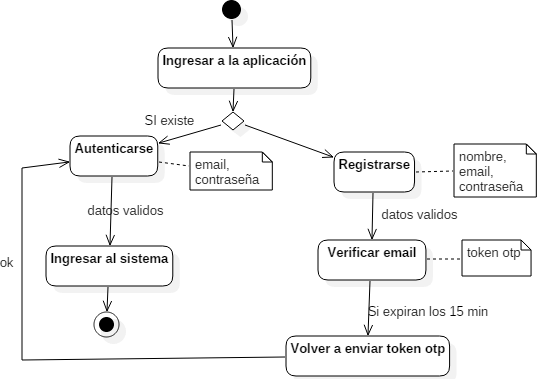 Ingresar a la aplicación
SI existe
Autenticarse
email,
contraseña
Registrarse
nombre,
email,
contraseña
datos validos
datos validos
Ingresar al sistema
Verificar email
token otp
ok
Si expiran los 15 min
Volver a enviar token otp